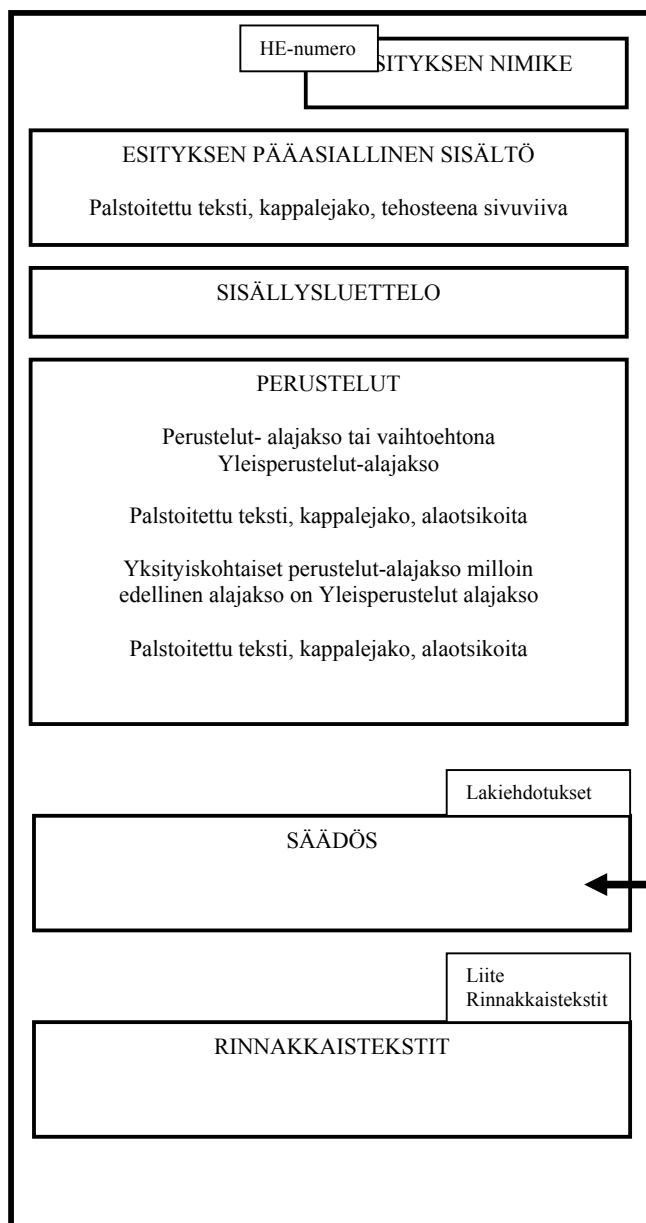 HE-numero
SITYKSEN NIMIKE
ESITYKSEN PÄÄASIALLINEN SISÄLTÖ
Palstoitettu teksti, kappalejako, tehosteena sivuviiva
SISÄLLYSLUETTELO
PERUSTELUT
Perustelut- alajakso tai vaihtoehtona
Yleisperustelut-alajakso
Palstoitettu teksti, kappalejako, alaotsikoita
Yksityiskohtaiset perustelut-alajakso milloin
edellinen alajakso on Yleisperustelut alajakso
Palstoitettu teksti, kappalejako, alaotsikoita
Lakiehdotukset
SÄÄDÖS
Liite
Rinnakkaistekstit
RINNAKKAISTEKSTIT